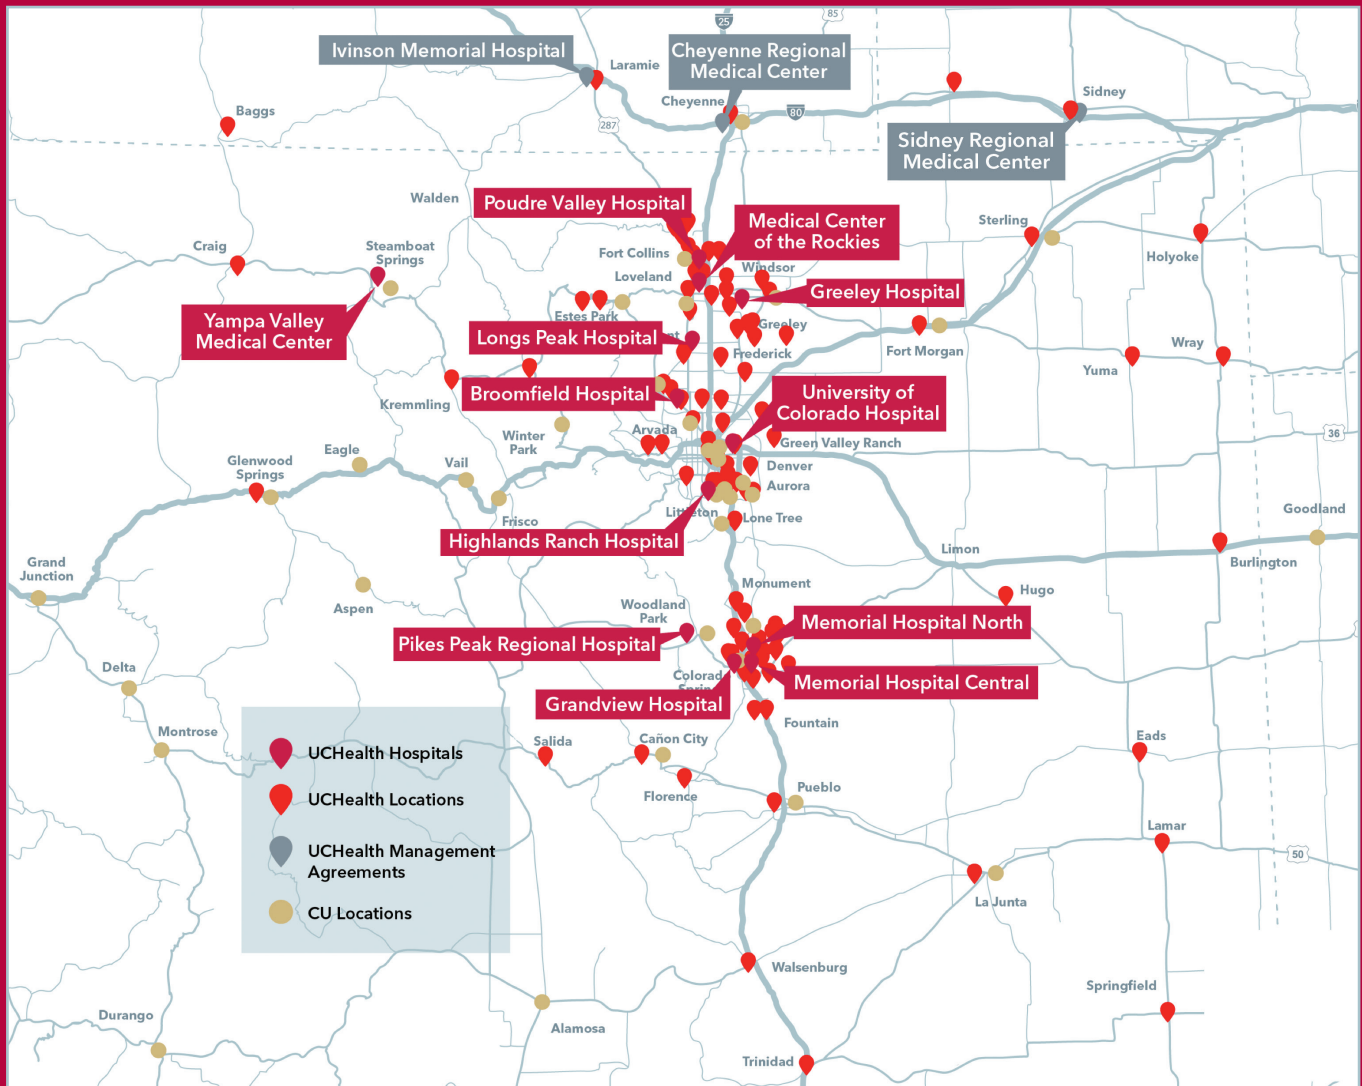 25
85
Ivinson Memorial Hospital
Cheyenne Regional
Medical Center
Laramie
Cheyenne
80
Sidney
Baggs
287
Sidney Regional
Medical Center
Walden
Poudre Valley Hospital
Medical Center
of the Rockies
Sterling
Craig
Steamboat
Springs
Fort Collins
Holyoke
Loveland
Windsor
Greeley Hospital
Yampa Valley
Medical Center
Estes Park
Longs Peak Hospital
nt
Greeley
Frederick
Fort Morgan
Wray
Yuma
Kremmling
Broomfield Hospital
University of
Colorado Hospital
Winter
Park
Arvada
Green Valley Ranch
36
Eagle
Glenwood
Springs
Vail
Denver
Aurora
Frisco
Littleton
Lone Tree
Goodland
Highlands Ranch Hospital
Limon
Burlington
Grand
Junction
Aspen
Monument
Hugo
Woodland
Park
Pikes Peak Regional Hospital
Memorial Hospital North
Delta
Colorad
Sprin
Memorial Hospital Central
Grandview Hospital
Fountain
Montrose
Salida
Cañon City
Eads
UCHealth Hospitals
UCHealth Locations
UCHealth Management
Agreements
CU Locations
Florence
Pueblo
Lamar
50
La Junta
Walsenburg
Springfield
Durango
Alamosa
Trinidad